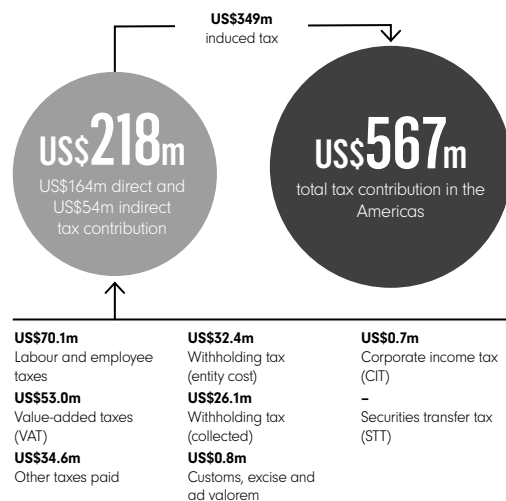 US$349m
induced tax
US$218m
US$164m direct and
US$54m indirect
tax contribution
US$567m
total tax contribution in the
Americas
US$70.1m
Labour and employee
taxes
US$53.0m
Value-added taxes
(VAT)
US$34.6m
Other taxes paid
US$32.4m
Withholding tax
(entity cost)
US$26.1m
Withholding tax
(collected)
US$0.8m
Customs, excise and
ad valorem
US$0.7m
Corporate income tax
(CIT)
–
Securities transfer tax
(STT)